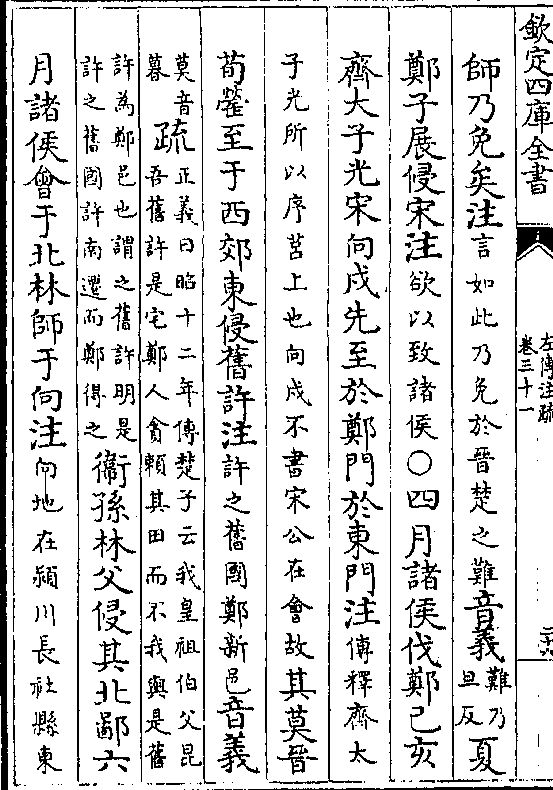 欽定四庫全書
左傳注疏
卷三十一
師乃免矣注言如此乃免於晉楚之難音義難乃旦反夏
鄭子展侵宋注欲以致諸侯○四月諸侯伐鄭己亥
齊大子光宋向戌先至於鄭門於東門注傳釋齊太
子光所以序莒上也向戌不書宋公在會故其莫晉
荀罃至于西郊東侵舊許注許之舊國鄭新邑音義
莫音暮疏正義曰昭十二年傳楚子云我皇祖伯父昆吾舊許是宅鄭人貪賴其田而不我與是舊
許為鄭邑也謂之舊許明是許之舊國許南遷而鄭得之衞孫林父侵其北鄙六
月諸侯會于北林師于向注向地在潁川長社縣東